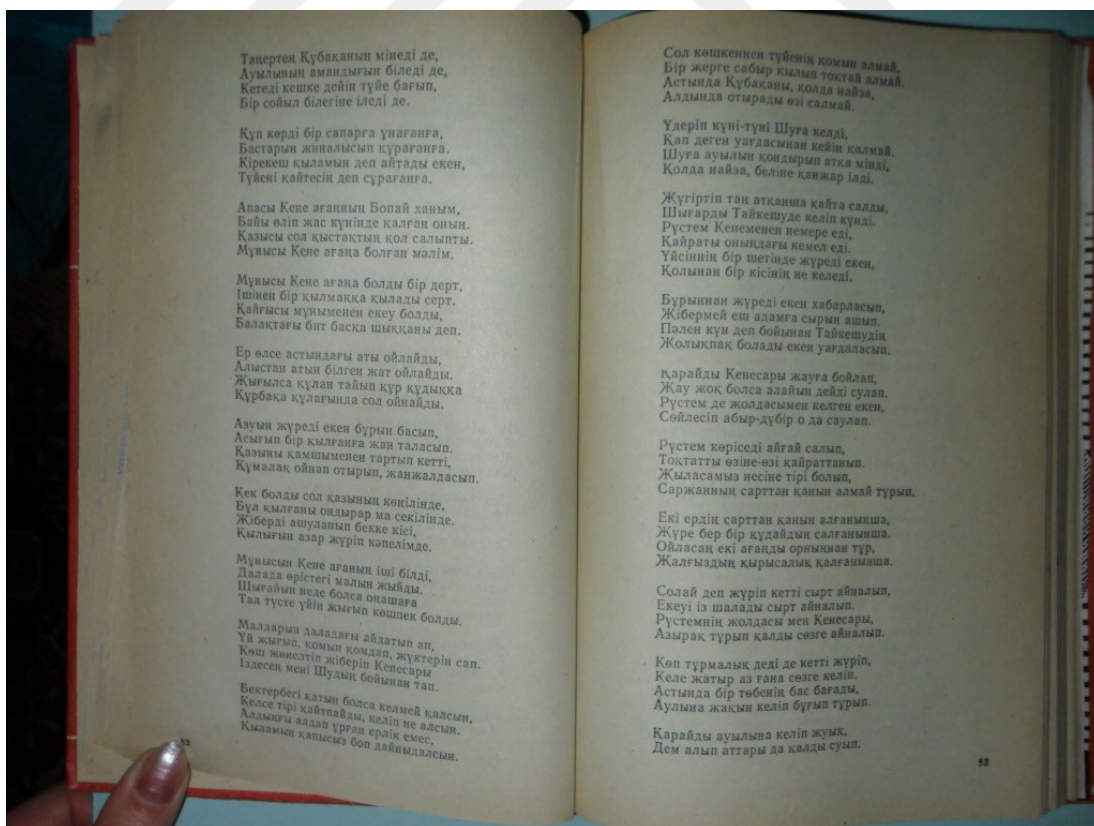 Таңертең Құбақанын мінеді де,
Ауылының амандығын біледі де,
Кетеді кешке дейін түйе бағып,
Бір сойыл білегіне іледі де.
Күп көрді бір сапарға ұнағанға,
Бастарын жиналысып құрағанға.
Кірекеш қыламын деп айтады екен,
Түйені қайтесің деп сұрағанға.
Апасы Кене ағаның Бопай ханым,
Байы өліп жас күнінде қалған оның.
Қазысы сол қыстақтың қол салыпты.
Мұнысы Кене ағаңа болған мәлім.
Мұнысы Кене ағаңа болды бір дерт,
Ішінен бір қылмаққа қылады серт.
Қайғысы мұныменен екеу болды,
Балақтағы бит басқа шыққаны деп.
Ер өлсе астындағы аты ойлайды,
Алыстан атын білген жат ойлайды.
Жығылса құлан тайып құр құдыққа
Құрбақа құлағында сол ойнайды.
Азуын жүреді екен бұрын басып,
Асығып бір қылғанға жан таласып.
Қазыны қамшыменен тартып кетті,
Құмалақ ойнап отырып, жанжалдасып.
Кек болды сол қазының көңілінде,
Бұл қылғаны оңдырар ма секілінде.
Жіберді ашуланып бекке кісі,
Қылығын азар жүріп кәпелімде.
Мұнысын Кене ағаның іші білді,
Далада өрістегі малын жыйды.
Шығайын неде болса оңашаға
Тал түсте үйін жығып көшпек болды.
Малдарын даладағы айдатып ап,
Үй жығып, комын комдап, жүктерін сап.
Көш жөнелтіп жіберіп Кенесары
Іздесең мені Шудың бойынан тап.
Бектербегі қатын болса келмей қалсын,
Келсе тірі қайтпайды, келіп не алсын.
Алдыңғы алдап ұрған ерлік емес,
Қыламын қапысыз боп дайындалсын.
52
Сол көшкеннен түйенің комын алмай,
Бір жерге сабыр қылып тоқтай алмай.
Астында Құбақаны, қолда найза,
Алдында отырады өзі салмай.
Үдеріп күні-түні Шуға келді,
Қап деген уағдасынан кейін қалмай.
Шуға ауылын қондырып атқа мінді,
Қолда найза, беліне қанжар ілді.
Жүгіртіп таң атқанша қайта салды,
Шығарды Тайкешуде келіп күнді.
Рүстем Кенеменен немере еді,
Қайраты оныңдағы кемел еді.
Үйсіннің бір шетінде жүреді екен,
Қолынан бір кісінің не келеді.
Бұрыннан жүреді екен хабарласып,
Жібермей еш адамға сырын ашып.
Пәлен күн деп бойынан Тайкешудің
Жолықпақ болады екен уағдаласып.
Қарайды Кенесары жауға бойлап,
Жау жоқ болса алайын дейді сулап.
Рүстем де жолдасымен келген екен,
Сөйлесіп абыр-дүбір о да саулап.
Рүстем көріседі айғай салып,
Тоқтатты өзіне-өзі қайраттанып.
Жыласамыз несіне тірі болып,
Саржанның сарттан қанын алмай тұрып.
Екі ердің сарттан қанын алғанынша,
Жүре бер бір құдайдың салғанынша.
Ойласаң екі ағаңды орныңнан тұр,
Жалғыздың қырысалық қалғанынша.
Солай деп жүріп кетті сырт айналып,
Екеуі із шалады сырт айналып.
Рүстемнің жолдасы мен Кенесары,
Азырақ тұрып қалды сөзге айналып.
Көп тұрмалық деді де кетті жүріп,
Келе жатыр аз ғана сөзге келіп.
Астында бір төбенің бас бағады,
Аулына жақын келіп бұғып тұрып.
Қарайды ауылына келіп жуық,
Дем алып аттары да қалды суып.
53